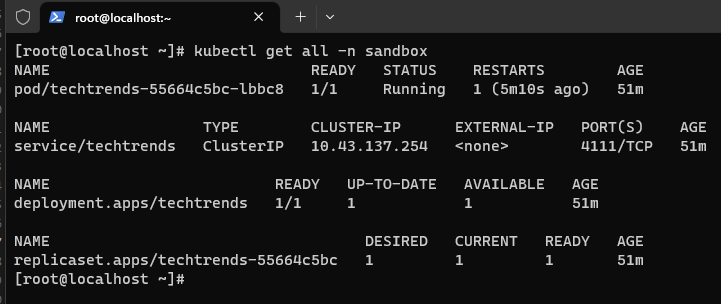 root@localhost:~
[root@localhost ~]# kubectl get all -n sandbox
NAME READY STATUS RESTARTS AGE
pod/techtrends-55664c5bc-lbbc8 1/1 Running 1 (5m10s ago) 51m
NAME TYPE CLUSTER-IP EXTERNAL-IP PORT(S) AGE
service/techtrends ClusterIP 10.43.137.254 <none> 4111/TCP 51m
NAME READY UP-TO-DATE AVAILABLE AGE
deployment.apps/techtrends 1/1 1 1 51m
NAME DESIRED CURRENT READY AGE
replicaset.apps/techtrends-55664c5bc 1 1 1 51m
[root@localhost ~]#